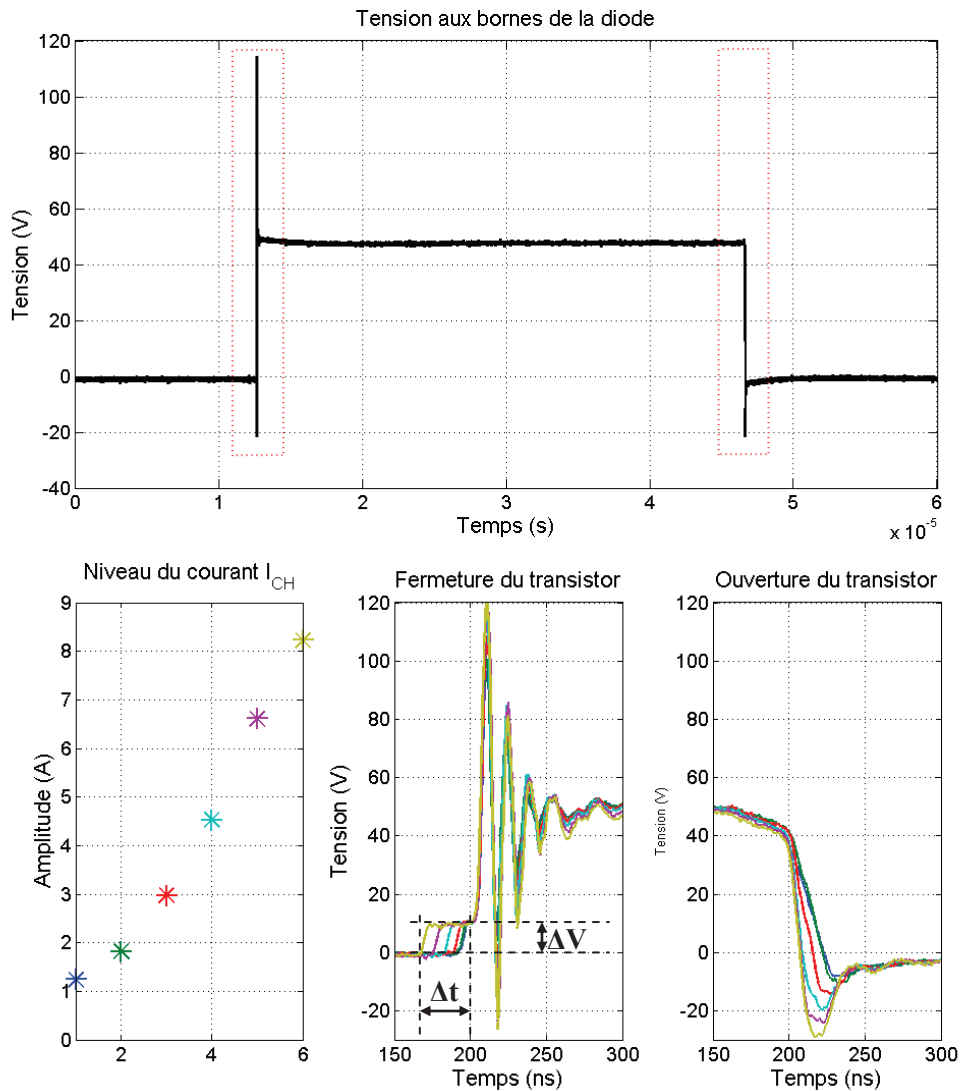 Tension aux bornes de la diode
120
100
80
60
40
20
0
-20
-40
Tension (V)
0 1 2 3 4 5 6
Temps (s)
x 10^-5
Niveau du courant I_CH
9
8
7
6
5
4
3
2
1
0
Amplitude (A)
2 4 6
Fermeture du transistor
120
100
80
60
40
20
0
-20
Tension (V)
ΔV
Δt
150 200 250 300
Temps (ns)
Ouverture du transistor
120
100
80
60
40
20
0
-20
Tension (V)
150 200 250 300
Temps (ns)